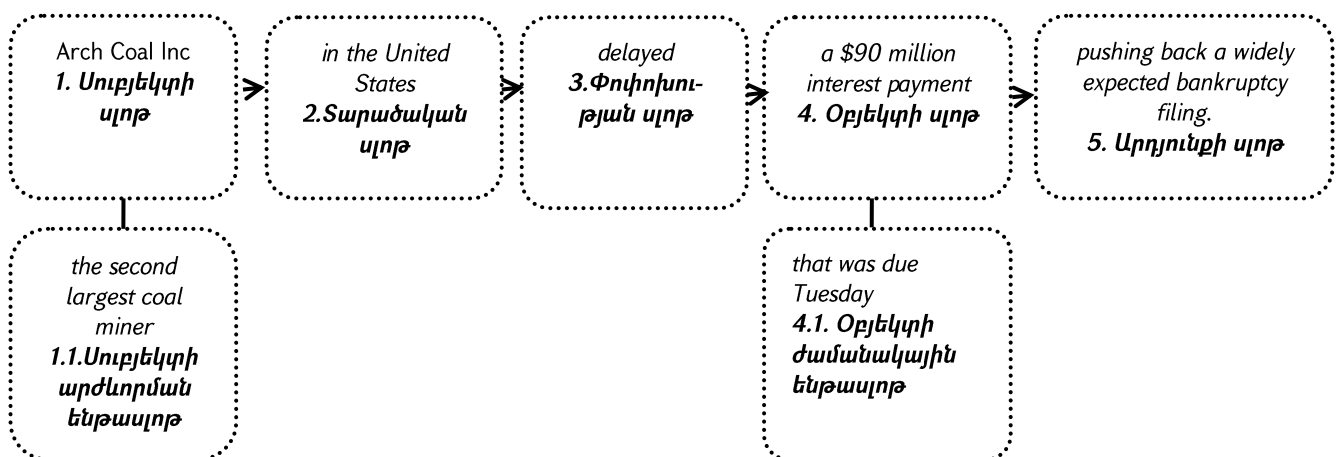 Arch Coal Inc
1. Սուբյեկտի
սլոթ
in the United
States
2.Տարածական
սլոթ
delayed
3.Փոփոխու-
թյան սլոթ
a $90 million
interest payment
4. Օբյեկտի սլոթ
pushing back a widely
expected bankruptcy
filing.
5. Արդյունքի սլոթ
the second
largest coal
miner
1.1.Սուբյեկտի
արժևորման
ենթասլոթ
that was due
Tuesday
4.1. Օբյեկտի
ժամանակային
ենթասլոթ